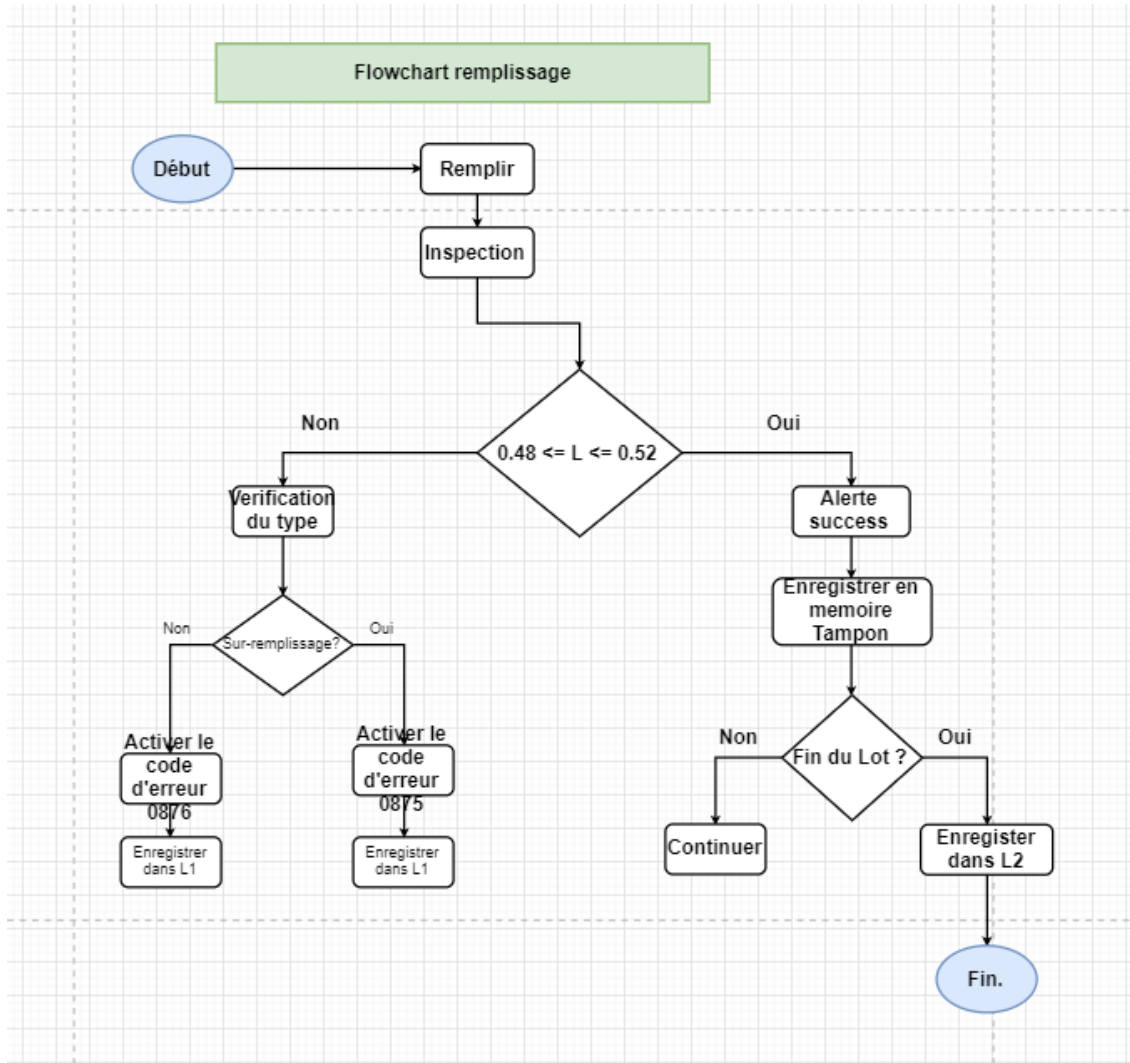 Flowchart remplissage
Début
Remplir
Inspection
Non
Oui
0.48 <= L <= 0.52
Verification
du type
Alerte
success
Enregistrer en
memoire
Tampon
Non
Oui
Sur-remplissage?
Activer le
code
d'erreur
0876
Activer le
code
d'erreur
0875
Non
Oui
Fin du Lot ?
Enregistrer
dans L1
Enregistrer
dans L1
Continuer
Enregister
dans L2
Fin.